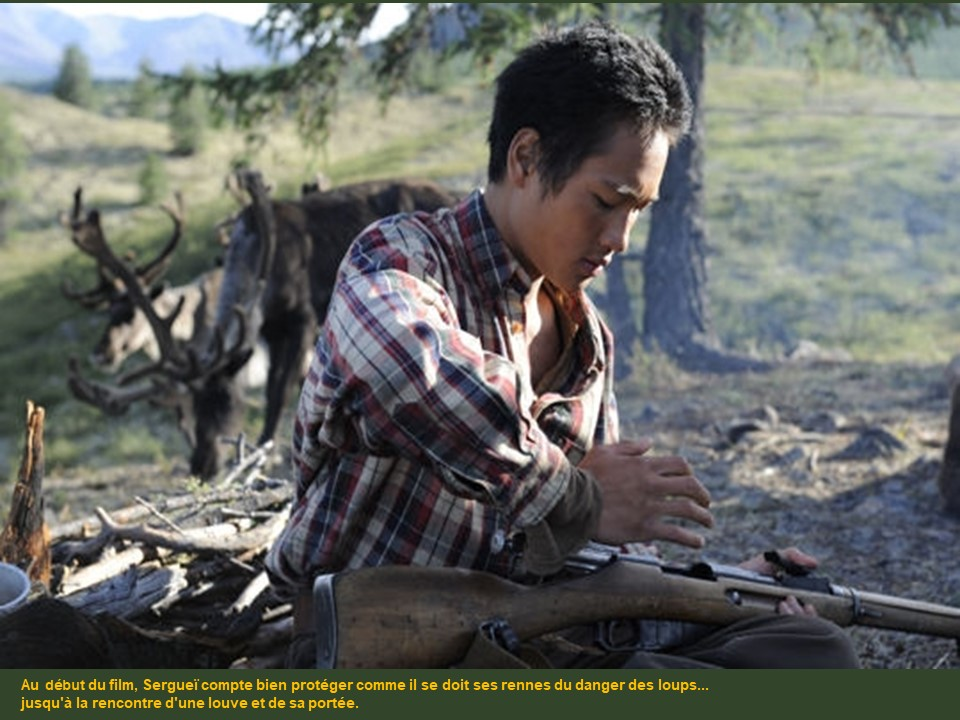 Au début du film, Sergueï compte bien protéger comme il se doit ses rennes du danger des loups...
jusqu'à la rencontre d'une louve et de sa portée.